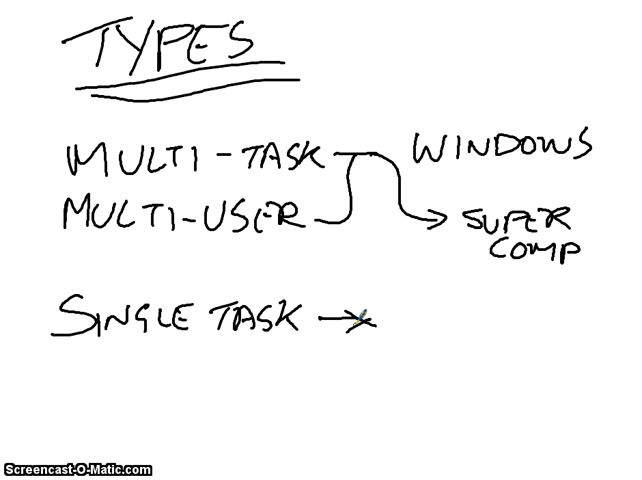 TYPES
MULTI-TASK WINDOWS
MULTI-USER SUPER
COMP
SINGLE TASK
Screencast-O-Matic.com